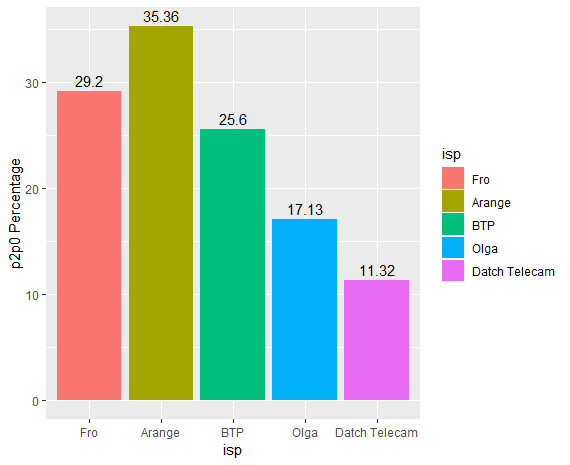 35.36
29.2
25.6
17.13
11.32
30
20
10
0
p2p0 Percentage
Fro Arange BTP Olga Datch Telecam
isp
isp
Fro
Arange
BTP
Olga
Datch Telecam